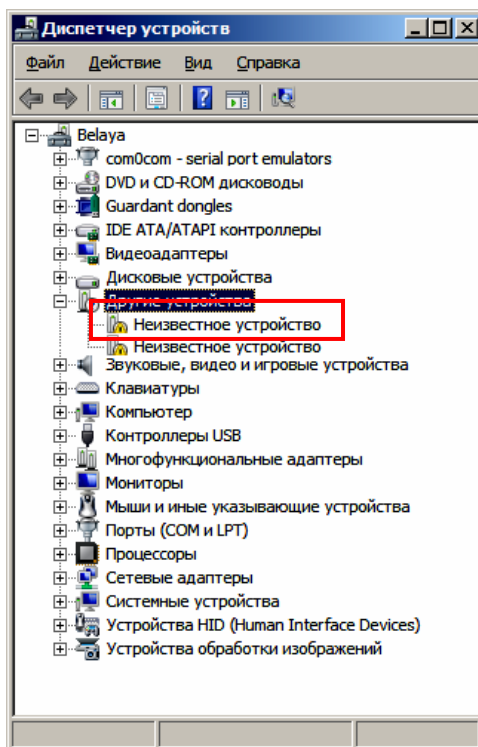 Диспетчер устройств
Файл Действие Вид Справка
Belaya
com0com - serial port emulators
DVD и CD-ROM дисководы
Guardant dongles
IDE ATA/ATAPI контроллеры
Видеоадаптеры
Дисковые устройства
Другие устройства
Неизвестное устройство
Неизвестное устройство
Звуковые, видео и игровые устройства
Клавиатуры
Компьютер
Контроллеры USB
Многофункциональные адаптеры
Мониторы
Мыши и иные указывающие устройства
Порты (COM и LPT)
Процессоры
Сетевые адаптеры
Системные устройства
Устройства HID (Human Interface Devices)
Устройства обработки изображений